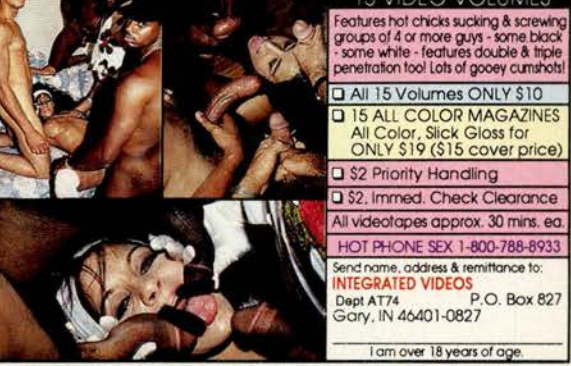 15 VIDEO VOLUMES
Features hot chicks sucking & screwing
groups of 4 or more guys - some black
- some white - features double & triple
penetration too! Lots of gooey cumshots!
All 15 Volumes ONLY $10
15 ALL COLOR MAGAZINES
All Color, Slick Gloss for
ONLY $19 ($15 cover price)
$2 Priority Handling
$2, Immed. Check Clearance
All videotapes approx. 30 mins. ea.
HOT PHONE SEX 1-800-788-8933
Send name, address & remittance to:
INTEGRATED VIDEOS
Dept AT74 P.O. Box 827
Gary, IN 46401-0827
I am over 18 years of age.